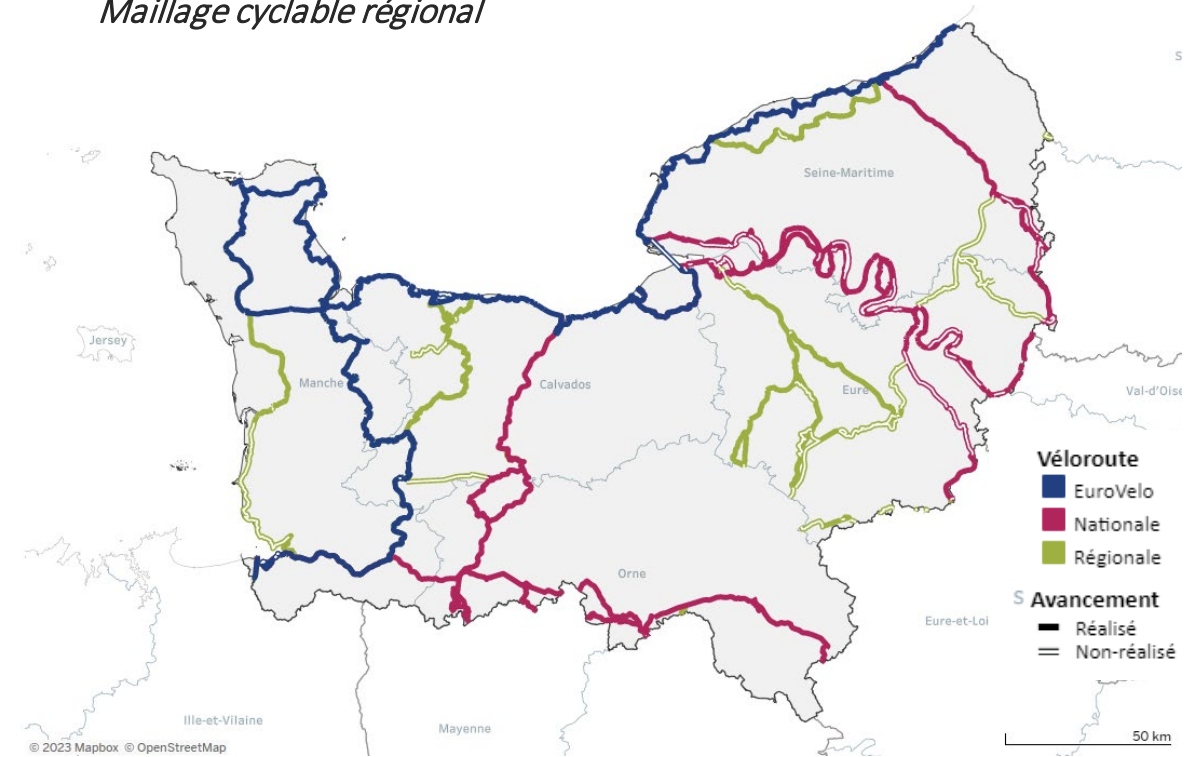 Maillage cyclable régional
S
Seine-Maritime
Jersey
Manche
Calvados
Eure
Val-d'Oise
Véloroute
EuroVelo
Nationale
Régionale
Orne
S
Avancement
Réalisé
Non-réalisé
Eure-et-Loi
Ille-et-Vilaine
Mayenne
© 2023 Mapbox © OpenStreetMap
50 km